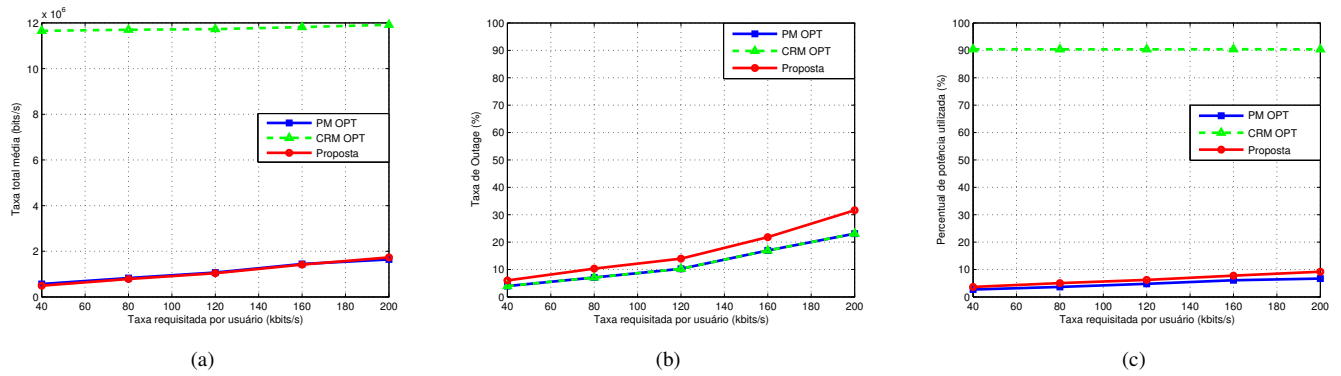 x 10^6
12
10
8
6
4
2
0
Taxa total média (bits/s)
40 60 80 100 120 140 160 180 200
Taxa requisitada por usuário (kbits/s)
PM OPT
CRM OPT
Proposta
(a)
100
90
80
70
60
50
40
30
20
10
0
Taxa de Outage (%)
40 60 80 100 120 140 160 180 200
Taxa requisitada por usuário (kbits/s)
PM OPT
CRM OPT
Proposta
(b)
100
90
80
70
60
50
40
30
20
10
0
Percentual de potência utilizada (%)
40 60 80 100 120 140 160 180 200
Taxa requisitada por usuário (kbits/s)
PM OPT
CRM OPT
Proposta
(c)